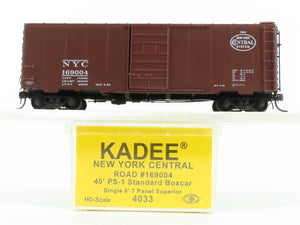 NYC
169004
NEW YORK
CENTRAL
SYSTEM
KADEE®
NEW YORK CENTRAL
ROAD #169004
40' PS-1 Standard Boxcar
Single 6' 7 Panel Superior
HO-Scale 4033